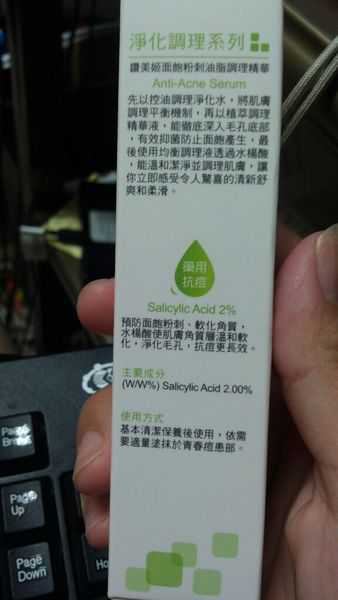 淨化調理系列
讚美姬面皰粉刺油脂調理精華
Anti-Acne Serum
先以控油調理淨化水，將肌膚
調理平衡機制，再以植萃調理
精華液，能徹底深入毛孔底部
，有效抑菌防止面皰產生，最
後使用均衡調理液透過水楊酸
，能溫和潔淨並調理肌膚，讓
你立即感受令人驚喜的清新舒
爽和柔滑。
藥用
抗痘
Salicylic Acid 2%
預防面皰粉刺、軟化角質，
水楊酸使肌膚角質層溫和軟
化，淨化毛孔，抗痘更長效。
主要成分
(W/W%) Salicylic Acid 2.00%
使用方式
基本清潔保養後使用，依需
要適量塗抹於青春痘患部。
Page
Up
Page
Down